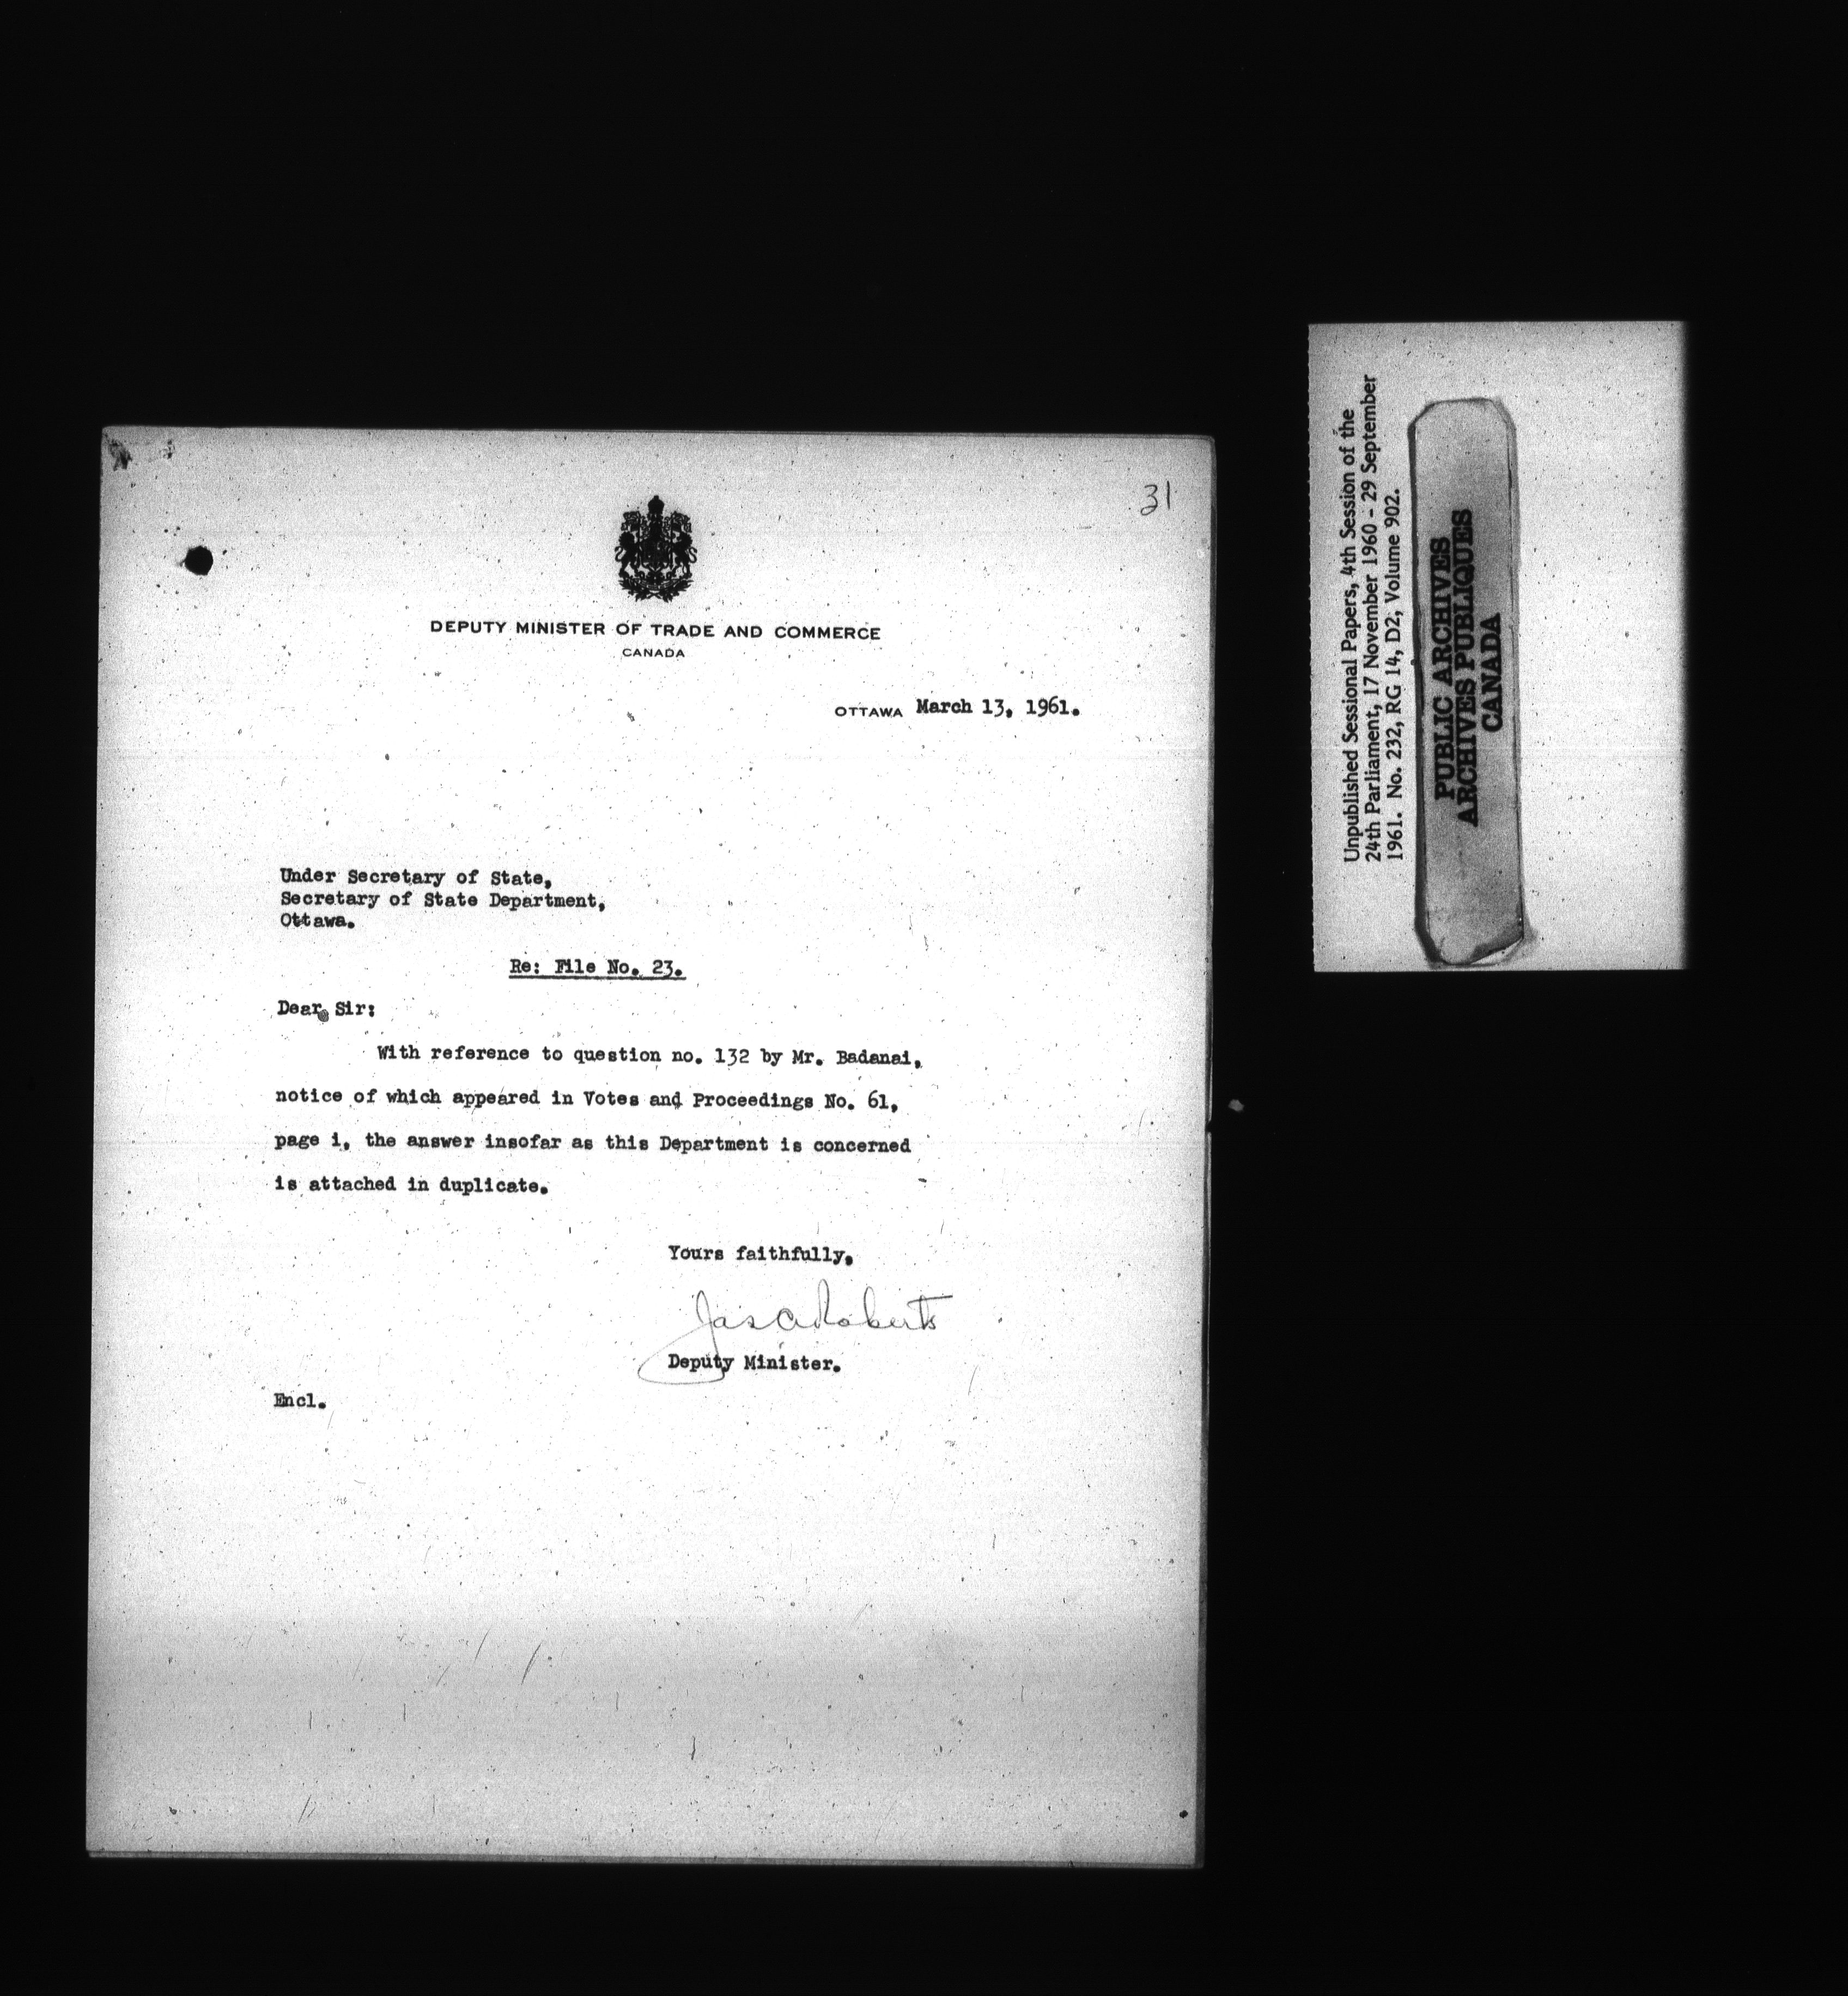 31
DEPUTY MINISTER OF TRADE AND COMMERCE
CANADA
OTTAWA March 13, 1961.
Under Secretary of State,
Secretary of State Department,
Ottawa.
Re: File No. 23.
Dear Sir:
With reference to question no. 132 by Mr. Badanai,
notice of which appeared in Votes and Proceedings No. 61,
page i, the answer insofar as this Department is concerned
is attached in duplicate.
Yours faithfully,
Jas A Roberts
Deputy Minister.
Encl.
Unpublished Sessional Papers, 4th Session of the
24th Parliament, 17 November 1960 - 29 September
1961. No. 232, RG 14, D2, Volume 902.
PUBLIC ARCHIVES
ARCHIVES PUBLIQUES
CANADA